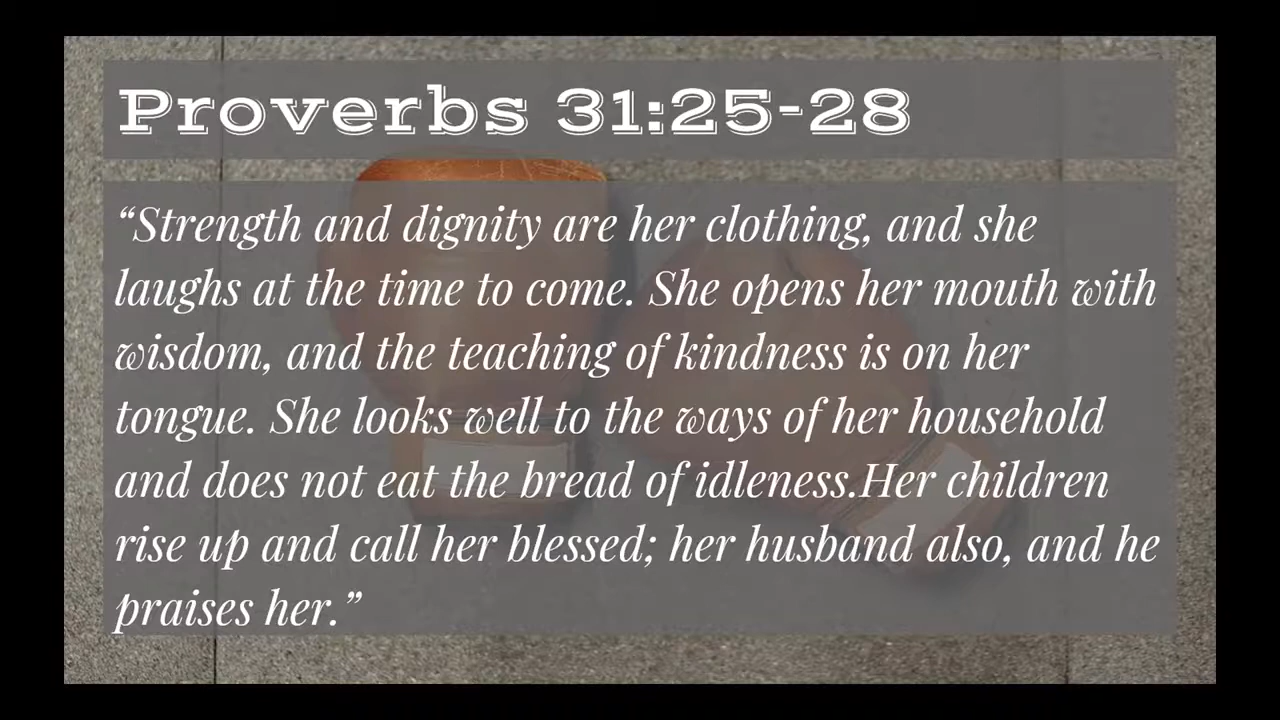 Proverbs 31:25-28
“Strength and dignity are her clothing, and she
laughs at the time to come. She opens her mouth with
wisdom, and the teaching of kindness is on her
tongue. She looks well to the ways of her household
and does not eat the bread of idleness.Her children
rise up and call her blessed; her husband also, and he
praises her.”